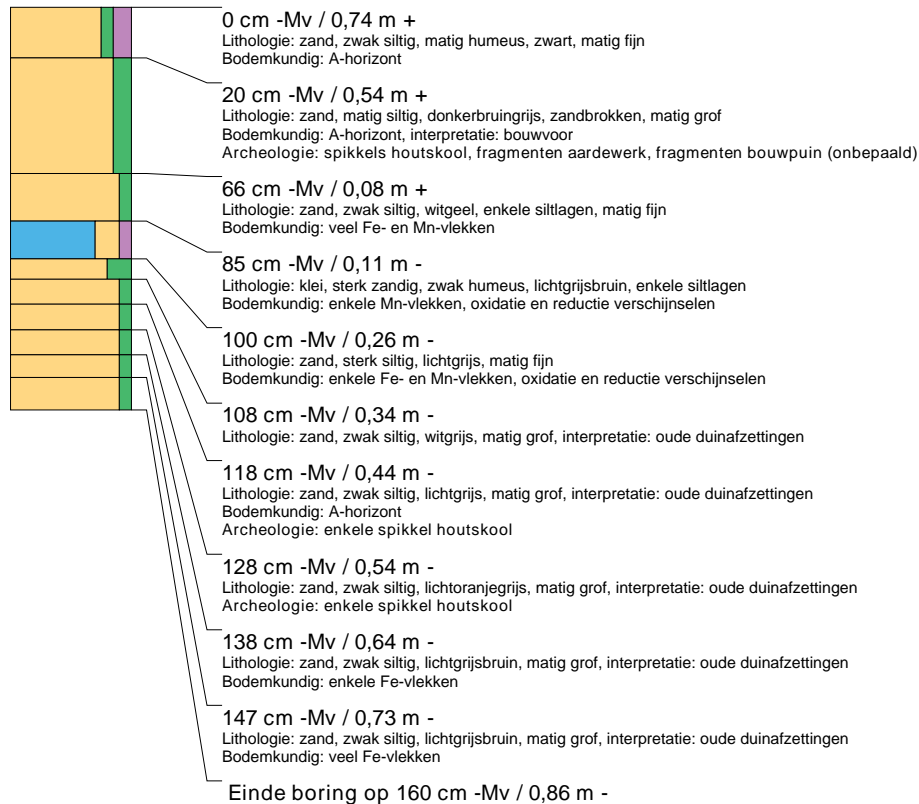 0 cm -Mv / 0,74 m +
Lithologie: zand, zwak siltig, matig humeus, zwart, matig fijn
Bodemkundig: A-horizont
20 cm -Mv / 0,54 m +
Lithologie: zand, matig siltig, donkerbruingrijs, zandbrokken, matig grof
Bodemkundig: A-horizont, interpretatie: bouwvoor
Archeologie: spikkels houtskool, fragmenten aardewerk, fragmenten bouwpuin (onbepaald)
66 cm -Mv / 0,08 m +
Lithologie: zand, zwak siltig, witgeel, enkele siltlagen, matig fijn
Bodemkundig: veel Fe- en Mn-vlekken
85 cm -Mv / 0,11 m -
Lithologie: klei, sterk zandig, zwak humeus, lichtgrijsbruin, enkele siltlagen
Bodemkundig: enkele Mn-vlekken, oxidatie en reductie verschijnselen
100 cm -Mv / 0,26 m -
Lithologie: zand, sterk siltig, lichtgrijs, matig fijn
Bodemkundig: enkele Fe- en Mn-vlekken, oxidatie en reductie verschijnselen
108 cm -Mv / 0,34 m -
Lithologie: zand, zwak siltig, witgrijs, matig grof, interpretatie: oude duinafzettingen
118 cm -Mv / 0,44 m -
Lithologie: zand, zwak siltig, lichtgrijs, matig grof, interpretatie: oude duinafzettingen
Bodemkundig: A-horizont
Archeologie: enkele spikkel houtskool
128 cm -Mv / 0,54 m -
Lithologie: zand, zwak siltig, lichtoranjegrijs, matig grof, interpretatie: oude duinafzettingen
Archeologie: enkele spikkel houtskool
138 cm -Mv / 0,64 m -
Lithologie: zand, zwak siltig, lichtgrijsbruin, matig grof, interpretatie: oude duinafzettingen
Bodemkundig: enkele Fe-vlekken
147 cm -Mv / 0,73 m -
Lithologie: zand, zwak siltig, lichtgrijsbruin, matig grof, interpretatie: oude duinafzettingen
Bodemkundig: veel Fe-vlekken
Einde boring op 160 cm -Mv / 0,86 m -